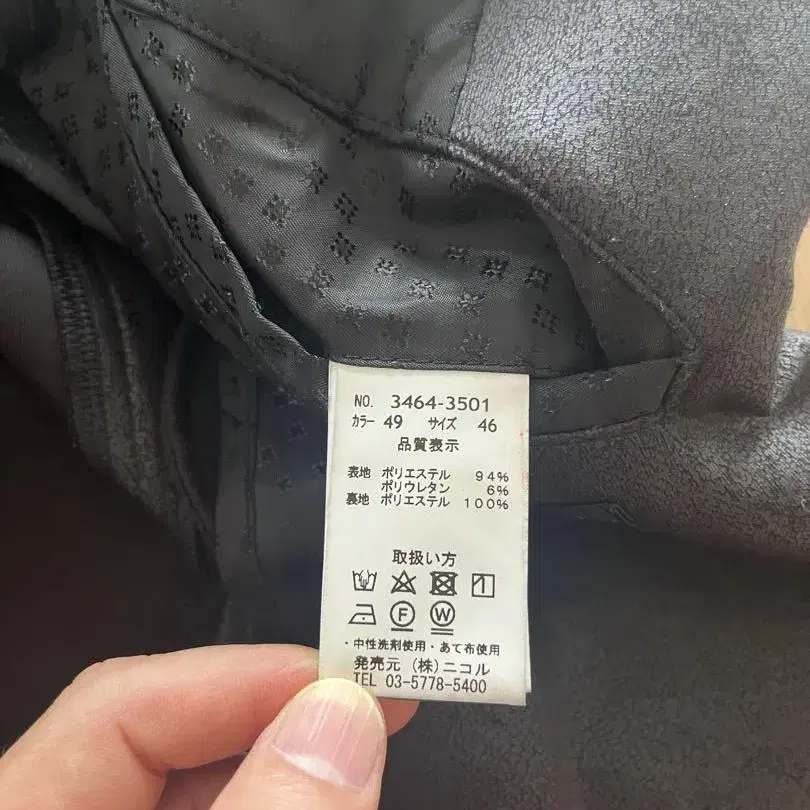 NO. 3464-3501
カラー 49 サイズ 46
品質表示
表地 ポリエステル 94%
ポリウレタン 6%
裏地 ポリエステル 100%
取扱い方
F W
・中性洗剤使用・あて布使用
発売元 (株)ニコル
TEL 03-5778-5400